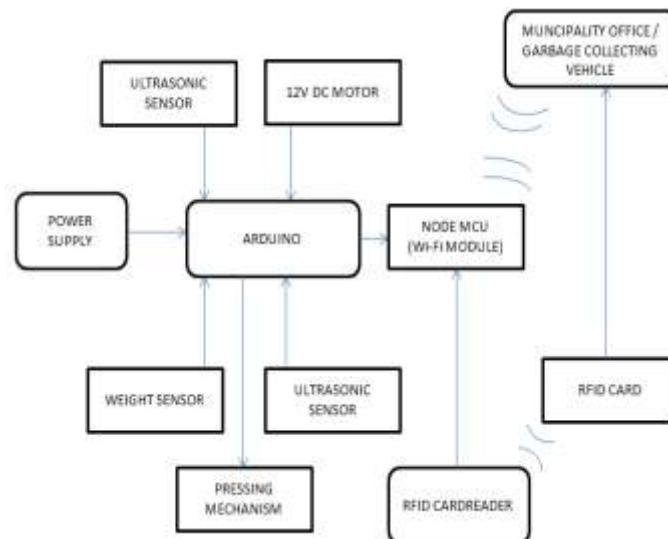 MUNCIPALITY OFFICE /
GARBAGE COLLECTING
VEHICLE
ULTRASONIC
SENSOR
12V DC MOTOR
POWER
SUPPLY
ARDUINO
NODE MCU
(WI-FI MODULE)
WEIGHT SENSOR
ULTRASONIC
SENSOR
RFID CARD
PRESSING
MECHANISM
RFID CARDREADER